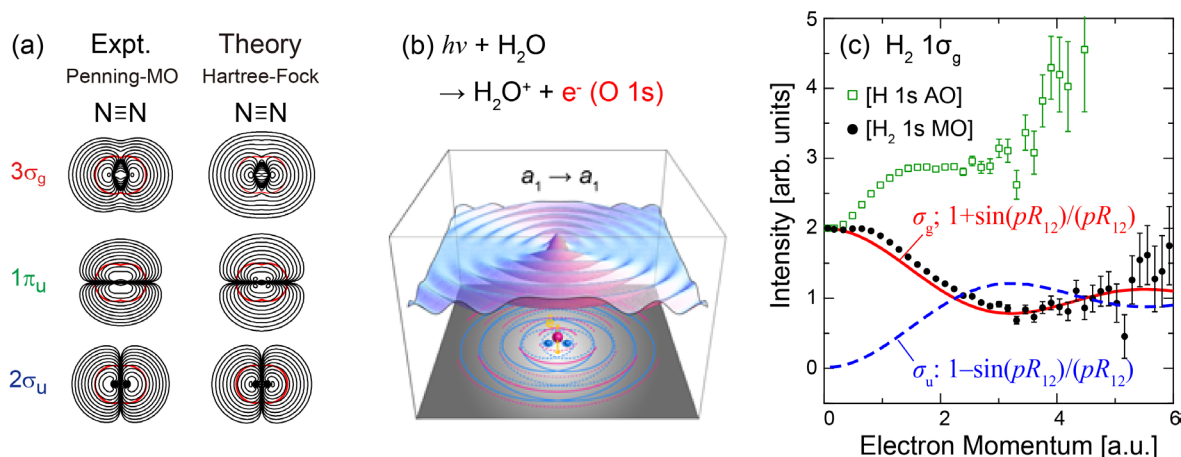 (a)
Expt.
Theory
Penning-MO
Hartree-Fock
N≡N
N≡N
3σg
1πu
2σu
(b) hν + H2O
→ H2O+ + e- (O 1s)
a1 → a1
(c) H2 1σg
[H 1s AO]
[H2 1s MO]
σg; 1+sin(pR12)/(pR12)
σu: 1−sin(pR12)/(pR12)
Intensity [arb. units]
5
4
3
2
1
0
0
2
4
6
Electron Momentum [a.u.]